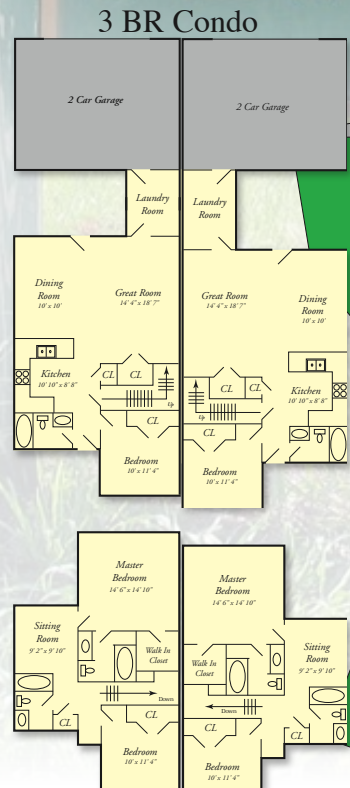 3 BR Condo
2 Car Garage
2 Car Garage
Laundry
Room
Laundry
Room
Dining
Room
10' x 10'
Great Room
14' 4" x 18' 7"
Great Room
14' 4" x 18' 7"
Dining
Room
10' x 10'
Kitchen
10' 10" x 8' 8"
CL
CL
Up
CL
Bedroom
10' x 11' 4"
CL
CL
Up
CL
Kitchen
10' 10" x 8' 8"
Bedroom
10' x 11' 4"
Master
Bedroom
14' 6" x 14' 10"
Master
Bedroom
14' 6" x 14' 10"
Sitting
Room
9' 2" x 9' 10"
Walk In
Closet
Walk In
Closet
Sitting
Room
9' 2" x 9' 10"
Down
Down
CL
CL
CL
CL
Bedroom
10' x 11' 4"
Bedroom
10' x 11' 4"